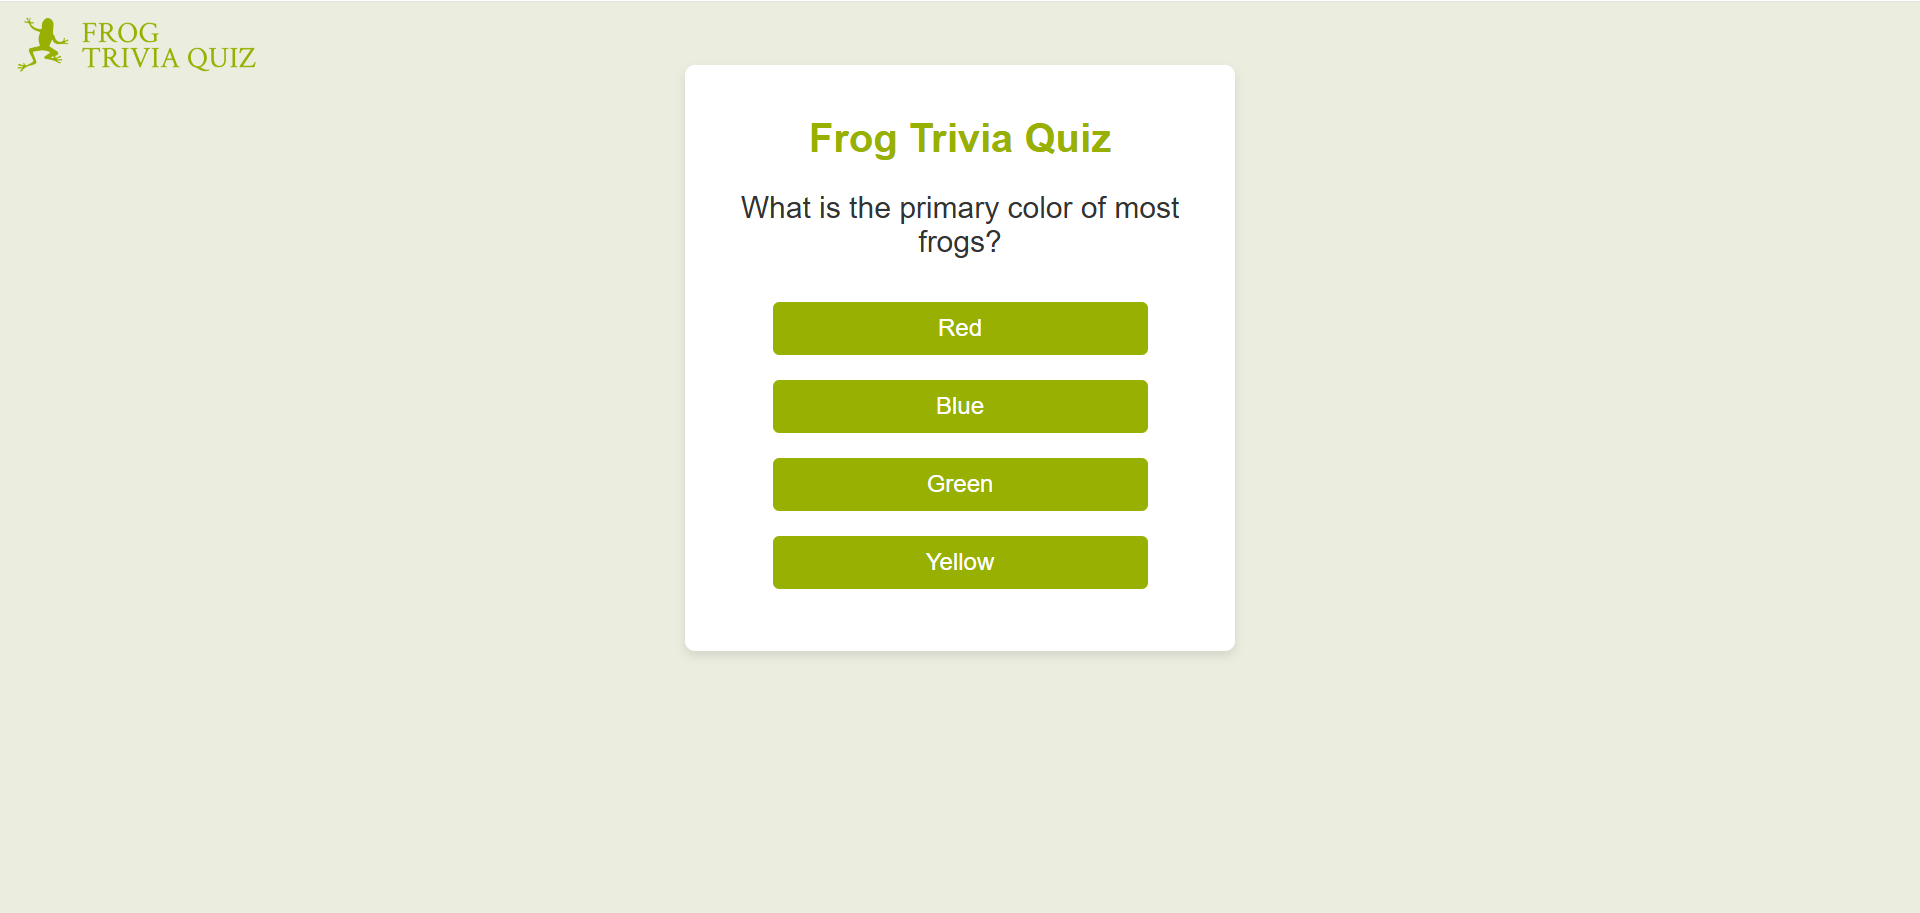 FROG
TRIVIA QUIZ
Frog Trivia Quiz
What is the primary color of most
frogs?
Red
Blue
Green
Yellow